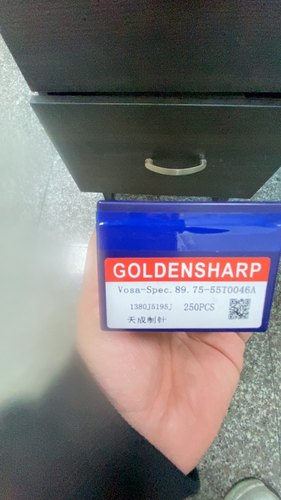 GOLDENSHARP
Vosa-Spec.89.75-55T0046A
1380J5195J 250PCS
天成制针